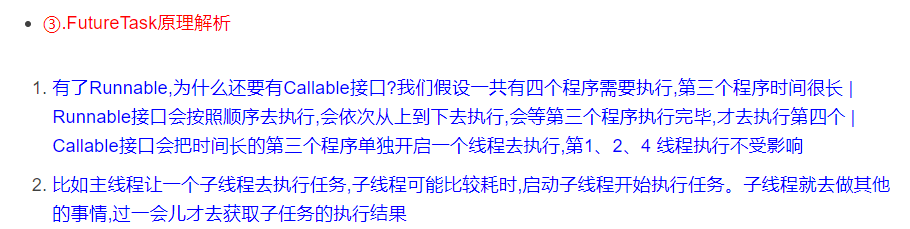 ③.FutureTask原理解析
1. 有了Runnable,为什么还要有Callable接口?我们假设一共有四个程序需要执行,第三个程序时间很长 |
Runnable接口会按照顺序去执行,会依次从上到下去执行,会等第三个程序执行完毕,才去执行第四个 |
Callable接口会把时间长的第三个程序单独开启一个线程去执行,第1、2、4 线程执行不受影响
2. 比如主线程让一个子线程去执行任务,子线程可能比较耗时,启动子线程开始执行任务。子线程就去做其他
的事情,过一会儿才去获取子任务的执行结果